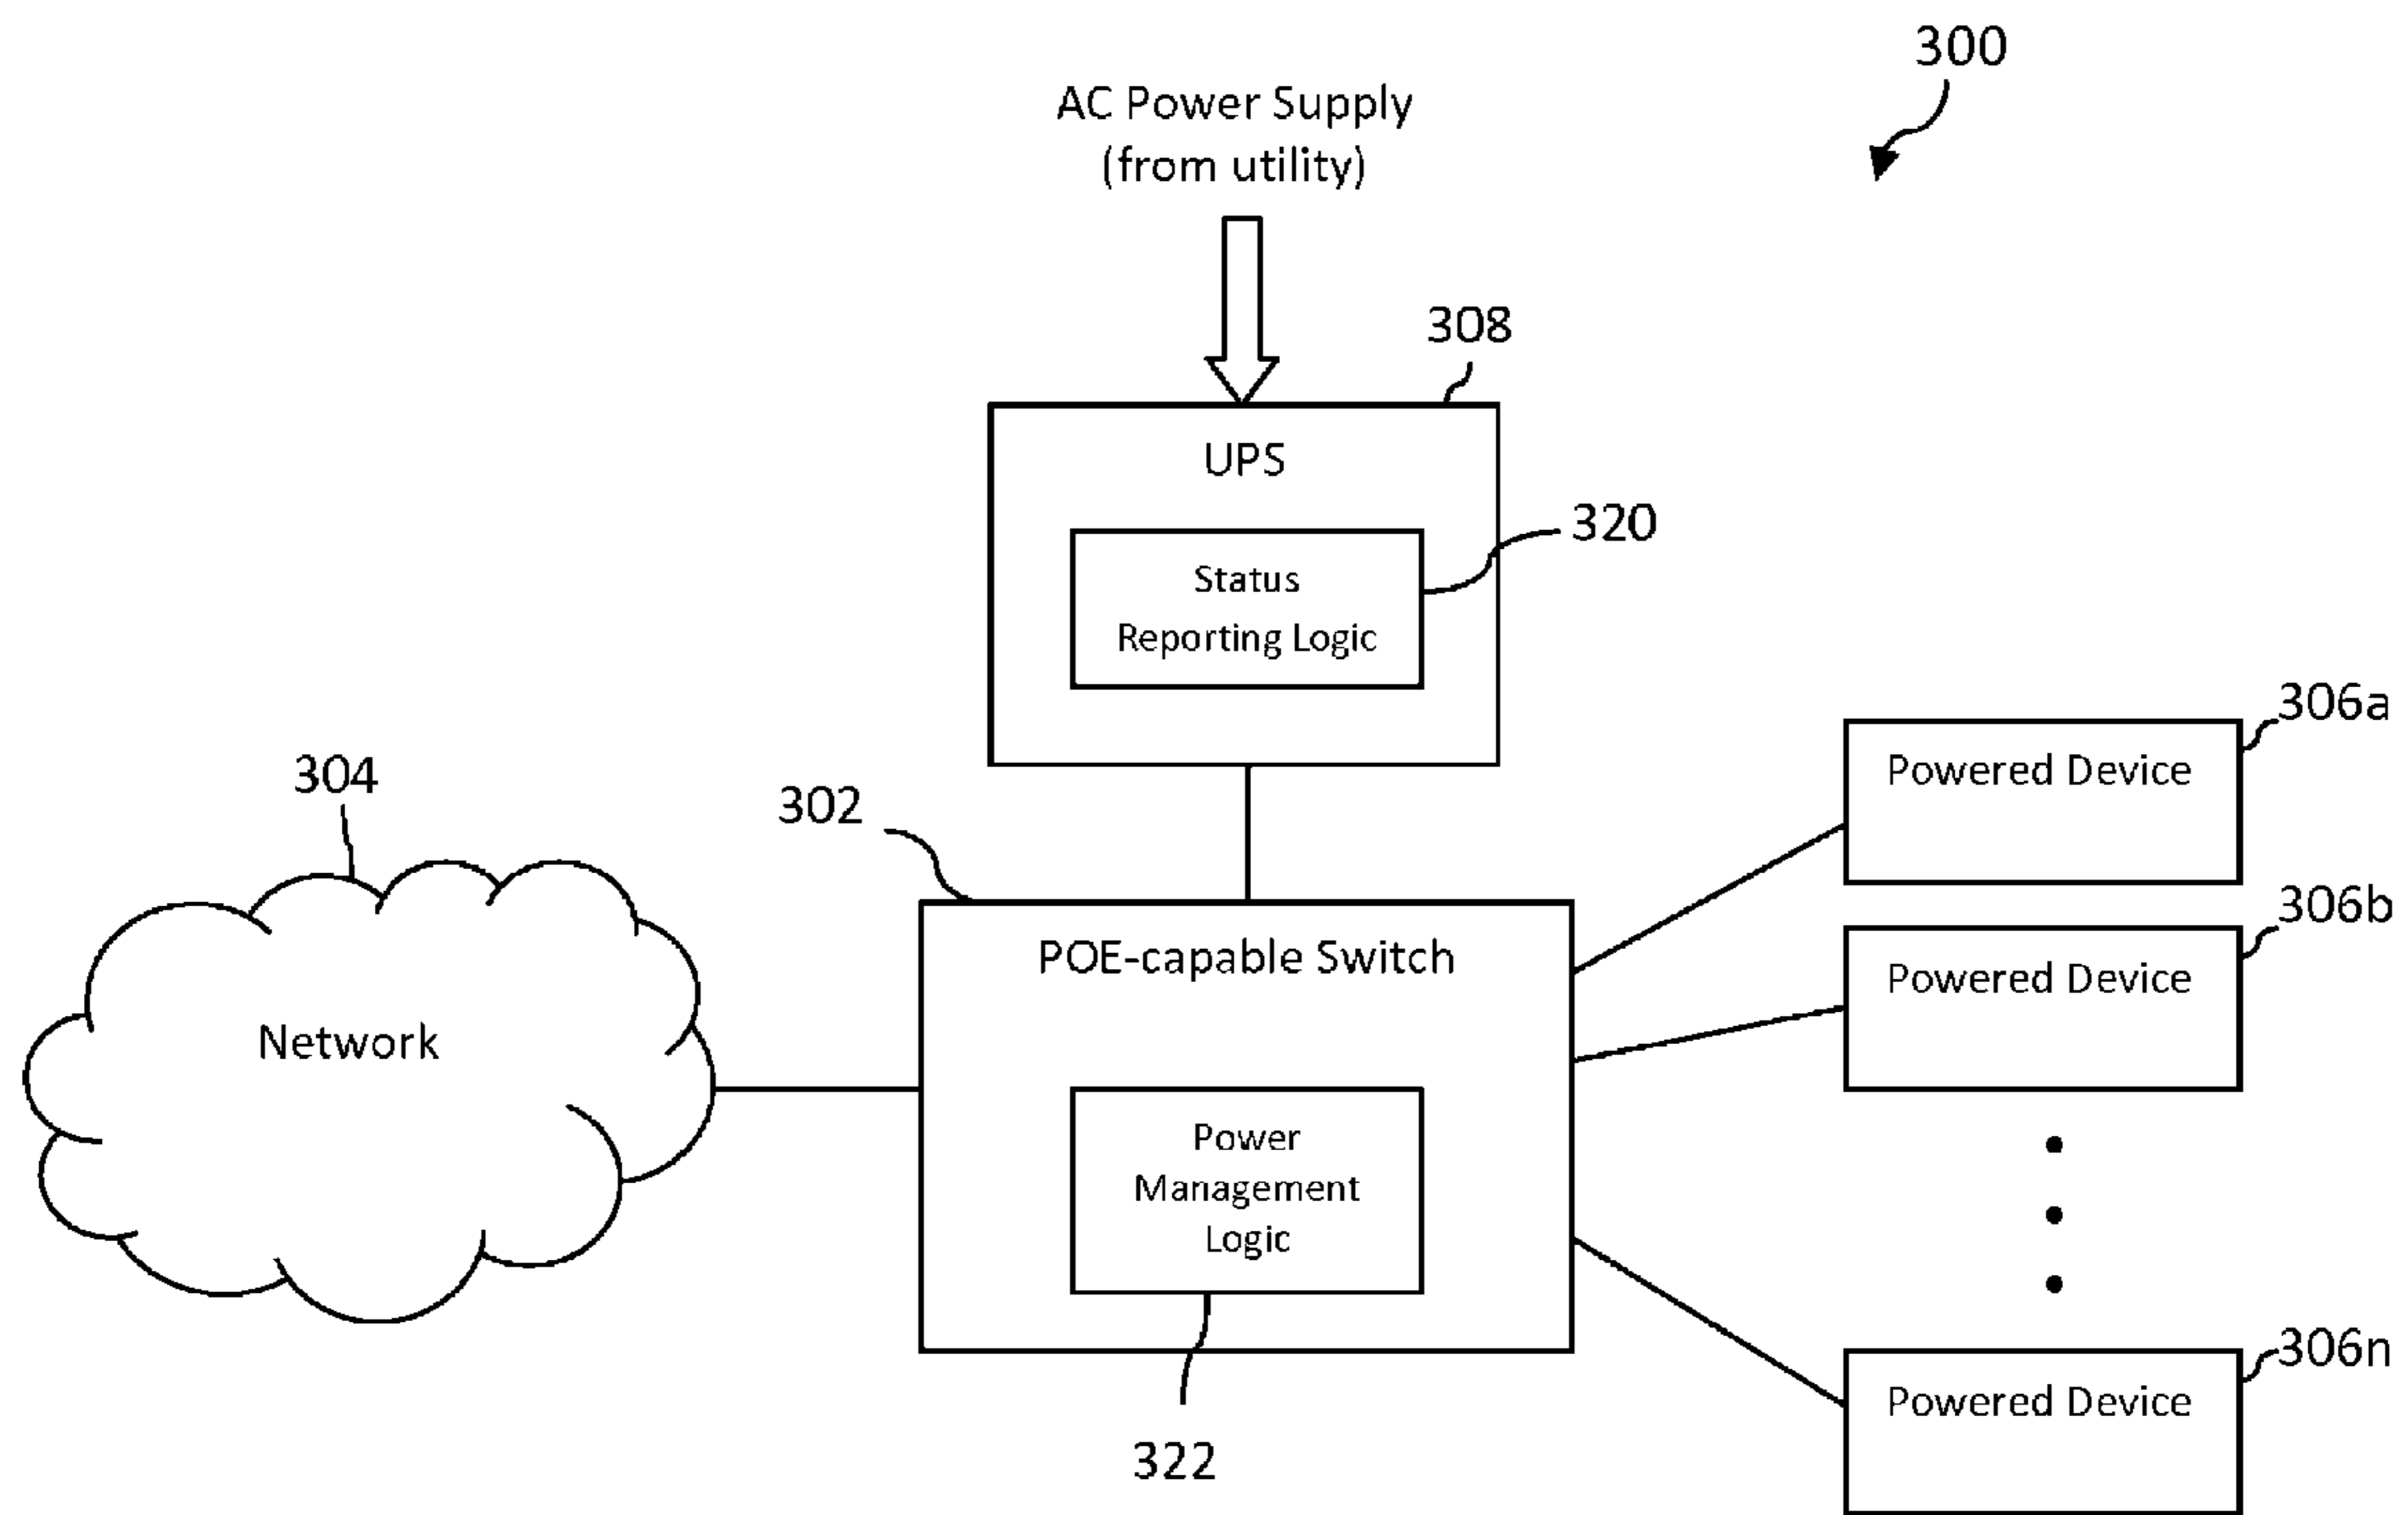 300
AC Power Supply
(from utility)
308
UPS
320
Status
Reporting Logic
306a
Powered Device
304
302
306b
POE-capable Switch
Powered Device
Network
Power
Management
Logic
306n
Powered Device
322